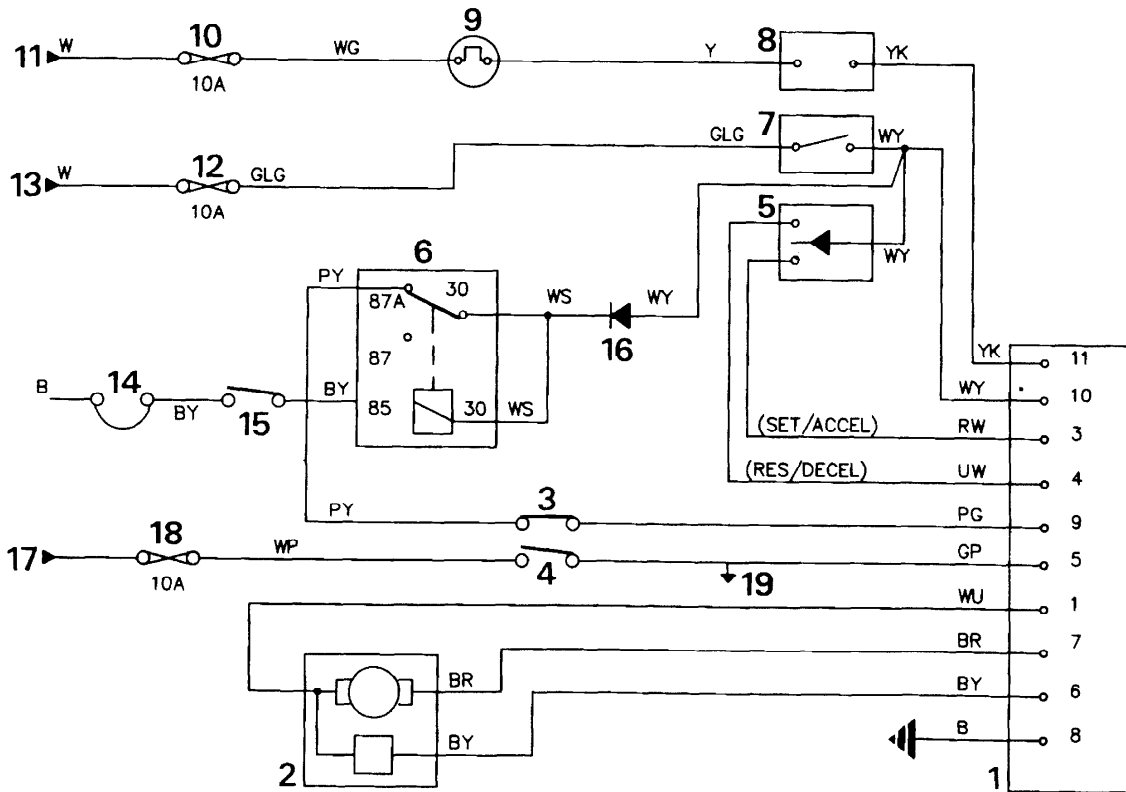 9
10
8
11 W
WG
Y
YK
10A
7
GLG
WY
12
13 W
GLG
10A
5
WY
6
PY
87A
30
WS
WY
16
87
YK
11
B
14
BY
15
BY
85
30
WS
WY
10
(SET/ACCEL)
RW
3
(RES/DECEL)
UW
4
3
PY
PG
9
18
17
WP
GP
5
10A
4
19
WU
1
BR
7
BR
BY
6
BY
B
8
2
1